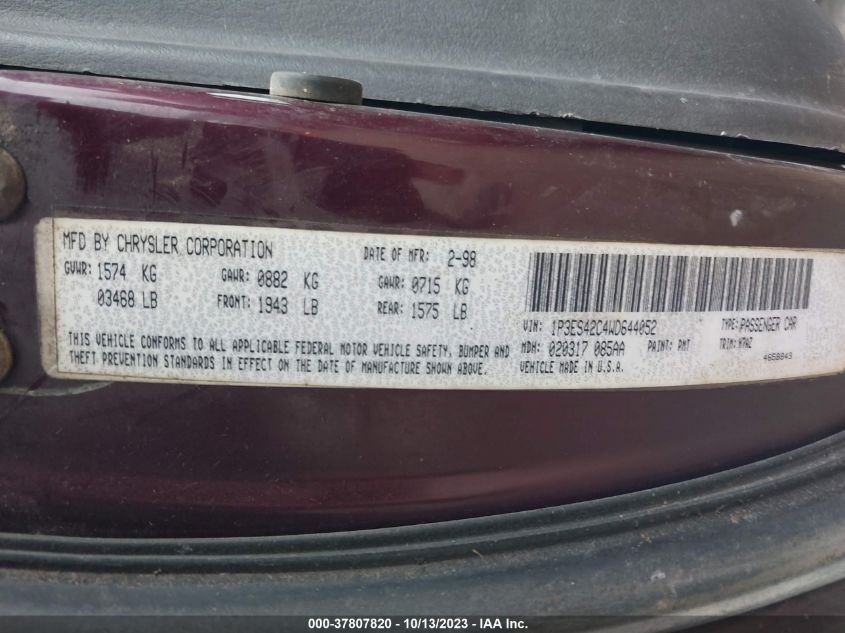 MFD BY CHRYSLER CORPORATION DATE OF MFR: 2-98
GVWR: 1574 KG GAWR: 0882 KG GAWR: 0715 KG
03468 LB FRONT: 1943 LB REAR: 1575 LB
THIS VEHICLE CONFORMS TO ALL APPLICABLE FEDERAL MOTOR VEHICLE SAFETY, BUMPER AND
THEFT PREVENTION STANDARDS IN EFFECT ON THE DATE OF MANUFACTURE SHOWN ABOVE.
VIN: 1P3ES42C4WD644052 TYPE: PASSENGER CAR
MDH: 020317 085AA PAINT: PMT TRIM:
VEHICLE MADE IN U.S.A. 4658843
000-37807820 - 10/13/2023 - IAA Inc.